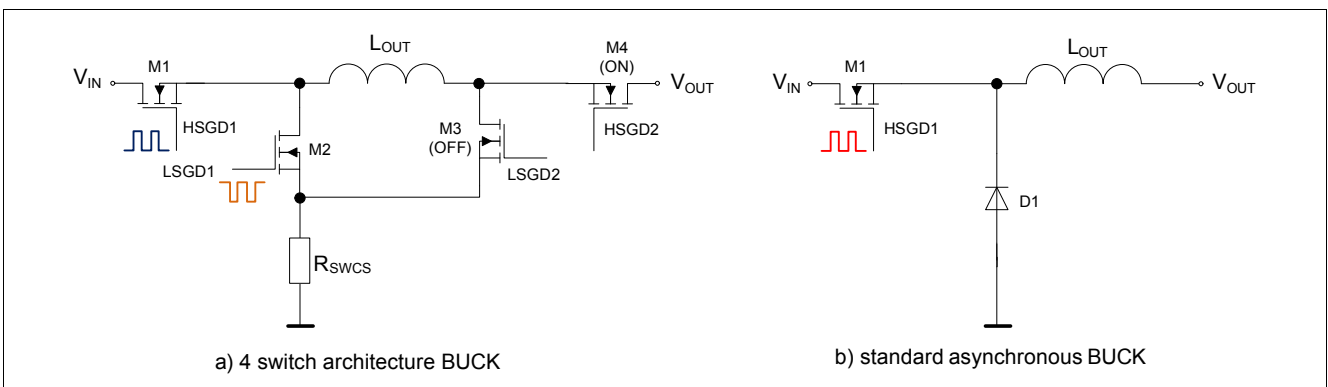 LOUT
M4
(ON)
VIN
M1
VOUT
HSGD1
HSGD2
M3
(OFF)
M2
LSGD1
LSGD2
RSWCS
a) 4 switch architecture BUCK
LOUT
M1
VIN
VOUT
HSGD1
D1
b) standard asynchronous BUCK